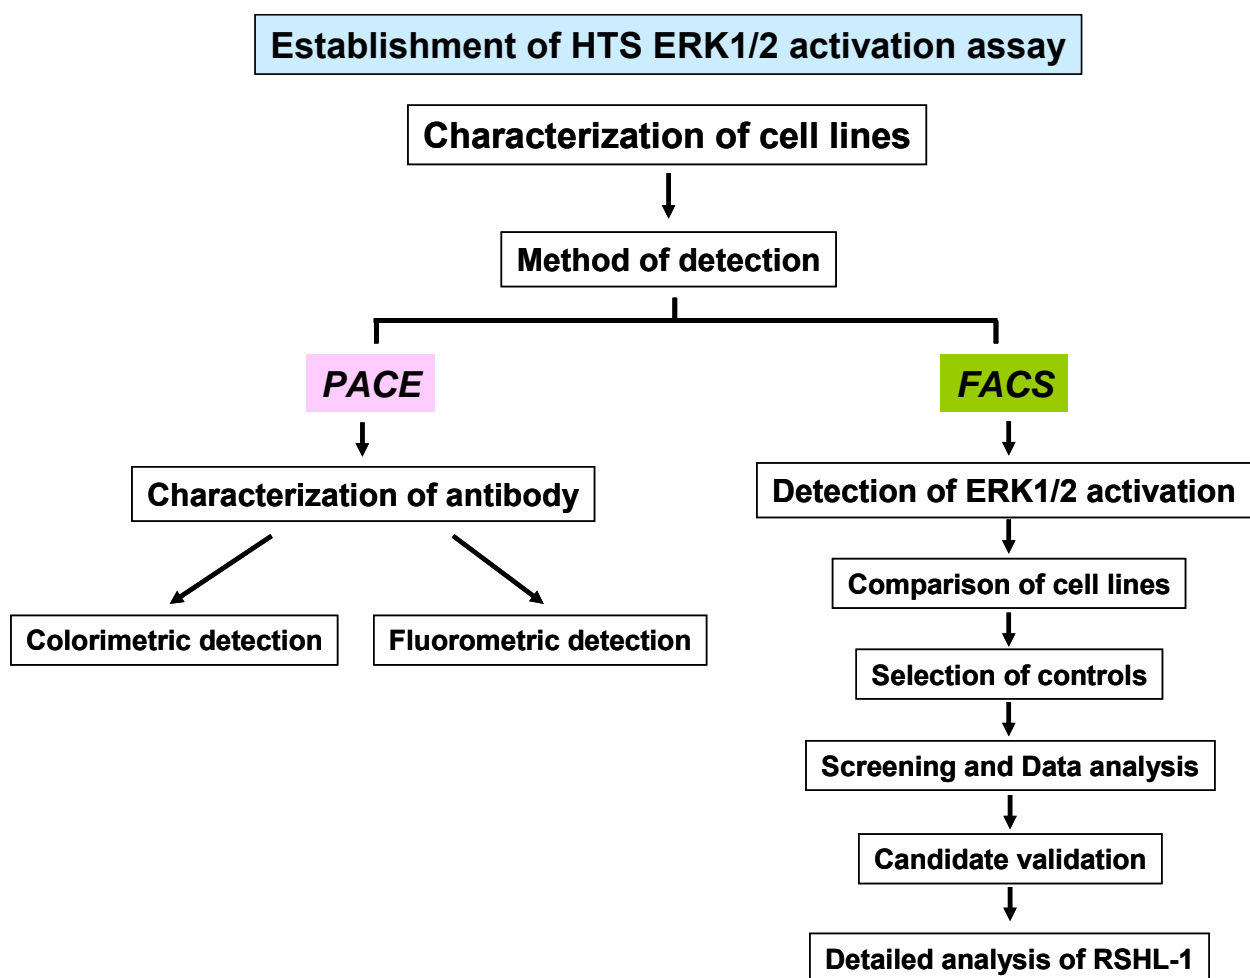 Establishment of HTS ERK1/2 activation assay
Characterization of cell lines
Method of detection
PACE
FACS
Characterization of antibody
Detection of ERK1/2 activation
Colorimetric detection
Fluorometric detection
Comparison of cell lines
Selection of controls
Screening and Data analysis
Candidate validation
Detailed analysis of RSHL-1